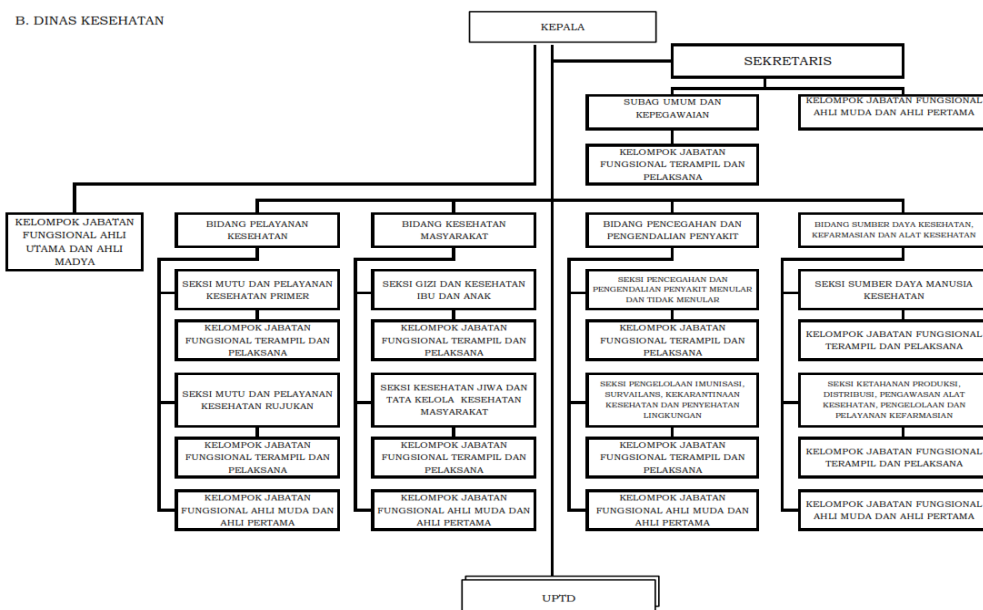 B. DINAS KESEHATAN
KEPALA
SEKRETARIS
SUBAG UMUM DAN
KEPEGAWAIAN
KELOMPOK JABATAN FUNGSIONAL
AHLI MUDA DAN AHLI PERTAMA
KELOMPOK JABATAN
FUNGSIONAL TERAMPIL DAN
PELAKSANA
KELOMPOK JABATAN
FUNGSIONAL AHLI
UTAMA DAN AHLI
MADYA
BIDANG PELAYANAN
KESEHATAN
SEKSI MUTU DAN PELAYANAN
KESEHATAN PRIMER
KELOMPOK JABATAN
FUNGSIONAL TERAMPIL DAN
PELAKSANA
SEKSI MUTU DAN PELAYANAN
KESEHATAN RUJUKAN
KELOMPOK JABATAN
FUNGSIONAL TERAMPIL DAN
PELAKSANA
KELOMPOK JABATAN
FUNGSIONAL AHLI MUDA DAN
AHLI PERTAMA
BIDANG KESEHATAN
MASYARAKAT
SEKSI GIZI DAN KESEHATAN
IBU DAN ANAK
KELOMPOK JABATAN
FUNGSIONAL TERAMPIL DAN
PELAKSANA
SEKSI KESEHATAN JIWA DAN
TATA KELOLA KESEHATAN
MASYARAKAT
KELOMPOK JABATAN
FUNGSIONAL TERAMPIL DAN
PELAKSANA
KELOMPOK JABATAN
FUNGSIONAL AHLI MUDA DAN
AHLI PERTAMA
BIDANG PENCEGAHAN DAN
PENGENDALIAN PENYAKIT
SEKSI PENCEGAHAN DAN
PENGENDALIAN PENYAKIT MENULAR
DAN TIDAK MENULAR
KELOMPOK JABATAN
FUNGSIONAL TERAMPIL DAN
PELAKSANA
SEKSI PENGELOLAAN IMUNISASI,
SURVAILANS, KEKARANTINAAN
KESEHATAN DAN PENYEHATAN
LINGKUNGAN
KELOMPOK JABATAN
FUNGSIONAL TERAMPIL DAN
PELAKSANA
KELOMPOK JABATAN
FUNGSIONAL AHLI MUDA DAN
AHLI PERTAMA
BIDANG SUMBER DAYA KESEHATAN,
KEFARMASIAN DAN ALAT KESEHATAN
SEKSI SUMBER DAYA MANUSIA
KESEHATAN
KELOMPOK JABATAN FUNGSIONAL
TERAMPIL DAN PELAKSANA
SEKSI KETAHANAN PRODUKSI,
DISTRIBUSI, PENGAWASAN ALAT
KESEHATAN, PENGELOLAAN DAN
PELAYANAN KEFARMASIAN
KELOMPOK JABATAN FUNGSIONAL
TERAMPIL DAN PELAKSANA
KELOMPOK JABATAN FUNGSIONAL
AHLI MUDA DAN AHLI PERTAMA
UPTD